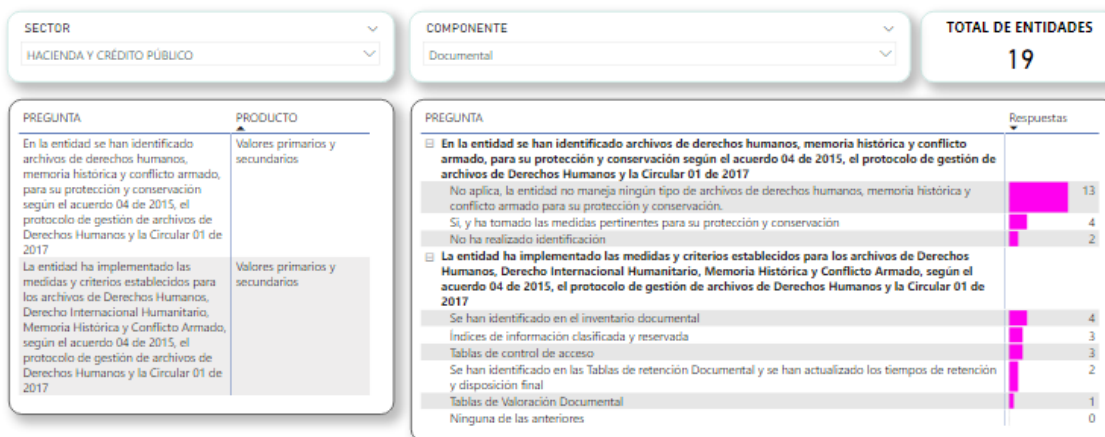 SECTOR
HACIENDA Y CRÉDITO PÚBLICO
COMPONENTE
Documental
TOTAL DE ENTIDADES
19
PREGUNTA PRODUCTO
En la entidad se han identificado
archivos de derechos humanos,
memoria histórica y conflicto armado,
para su protección y conservación
según el acuerdo 04 de 2015, el
protocolo de gestión de archivos de
Derechos Humanos y la Circular 01 de
2017
Valores primarios y
secundarios
La entidad ha implementado las
medidas y criterios establecidos para
los archivos de Derechos Humanos,
Derecho Internacional Humanitario,
Memoria Histórica y Conflicto Armado,
según el acuerdo 04 de 2015, el
protocolo de gestión de archivos de
Derechos Humanos y la Circular 01 de
2017
Valores primarios y
secundarios
PREGUNTA Respuestas
En la entidad se han identificado archivos de derechos humanos, memoria histórica y conflicto
armado, para su protección y conservación según el acuerdo 04 de 2015, el protocolo de gestión de
archivos de Derechos Humanos y la Circular 01 de 2017
No aplica, la entidad no maneja ningún tipo de archivos de derechos humanos, memoria histórica y 13
conflicto armado para su protección y conservación.
Si, y ha tomado las medidas pertinentes para su protección y conservación 4
No ha realizado identificación 2
La entidad ha implementado las medidas y criterios establecidos para los archivos de Derechos
Humanos, Derecho Internacional Humanitario, Memoria Histórica y Conflicto Armado, según el
acuerdo 04 de 2015, el protocolo de gestión de archivos de Derechos Humanos y la Circular 01 de
2017
Se han identificado en el inventario documental 4
Índices de información clasificada y reservada 3
Tablas de control de acceso 3
Se han identificado en las Tablas de retención Documental y se han actualizado los tiempos de retención 2
y disposición final
Tablas de Valoración Documental 1
Ninguna de las anteriores 0